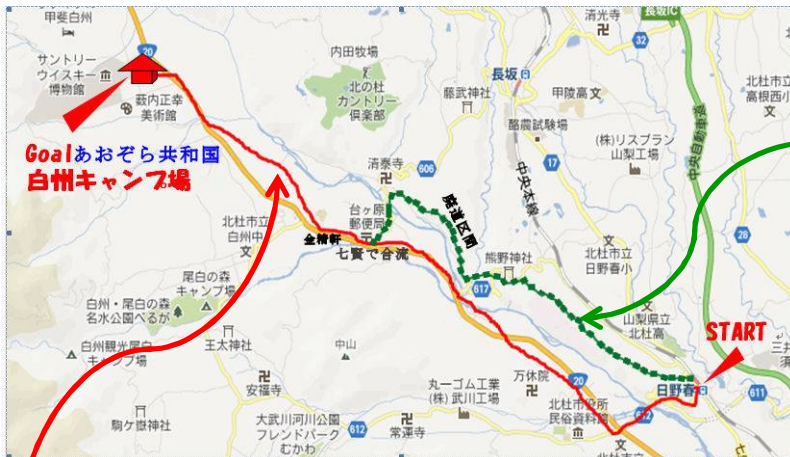 甲斐白州
20
サントリー
ウイスキー
博物館
薮内正幸
美術館
Goalあおぞら共和国
白州キャンプ場
内田牧場
北の杜
カントリー
倶楽部
清光寺
32
長坂IC
長坂
甲陵高
藤武神社
酪農試験場
(株)リスブラン
山梨工場
北杜市立
高根西小
中央自動車道
17
中央本線
清泰寺
606
廃道区間
台ヶ原
郵便局
北杜市立
白州中
金精軒
七賢で合流
熊野神社
617
北杜市立
日野春小
28
山梨県立
北杜高
START
尾白の森
キャンプ場
白州・尾白の森
名水公園べるが
白州観光尾白
キャンプ場
王太神社
中山
安福寺
駒ケ嶽神社
大武川河川公園
フレンドパーク
むかわ
612
常運寺
丸一ゴム工業
(株) 武川工場
万休院
20
北杜市役所
民俗資料館
612
日野春
611
三井
須
北杜市立